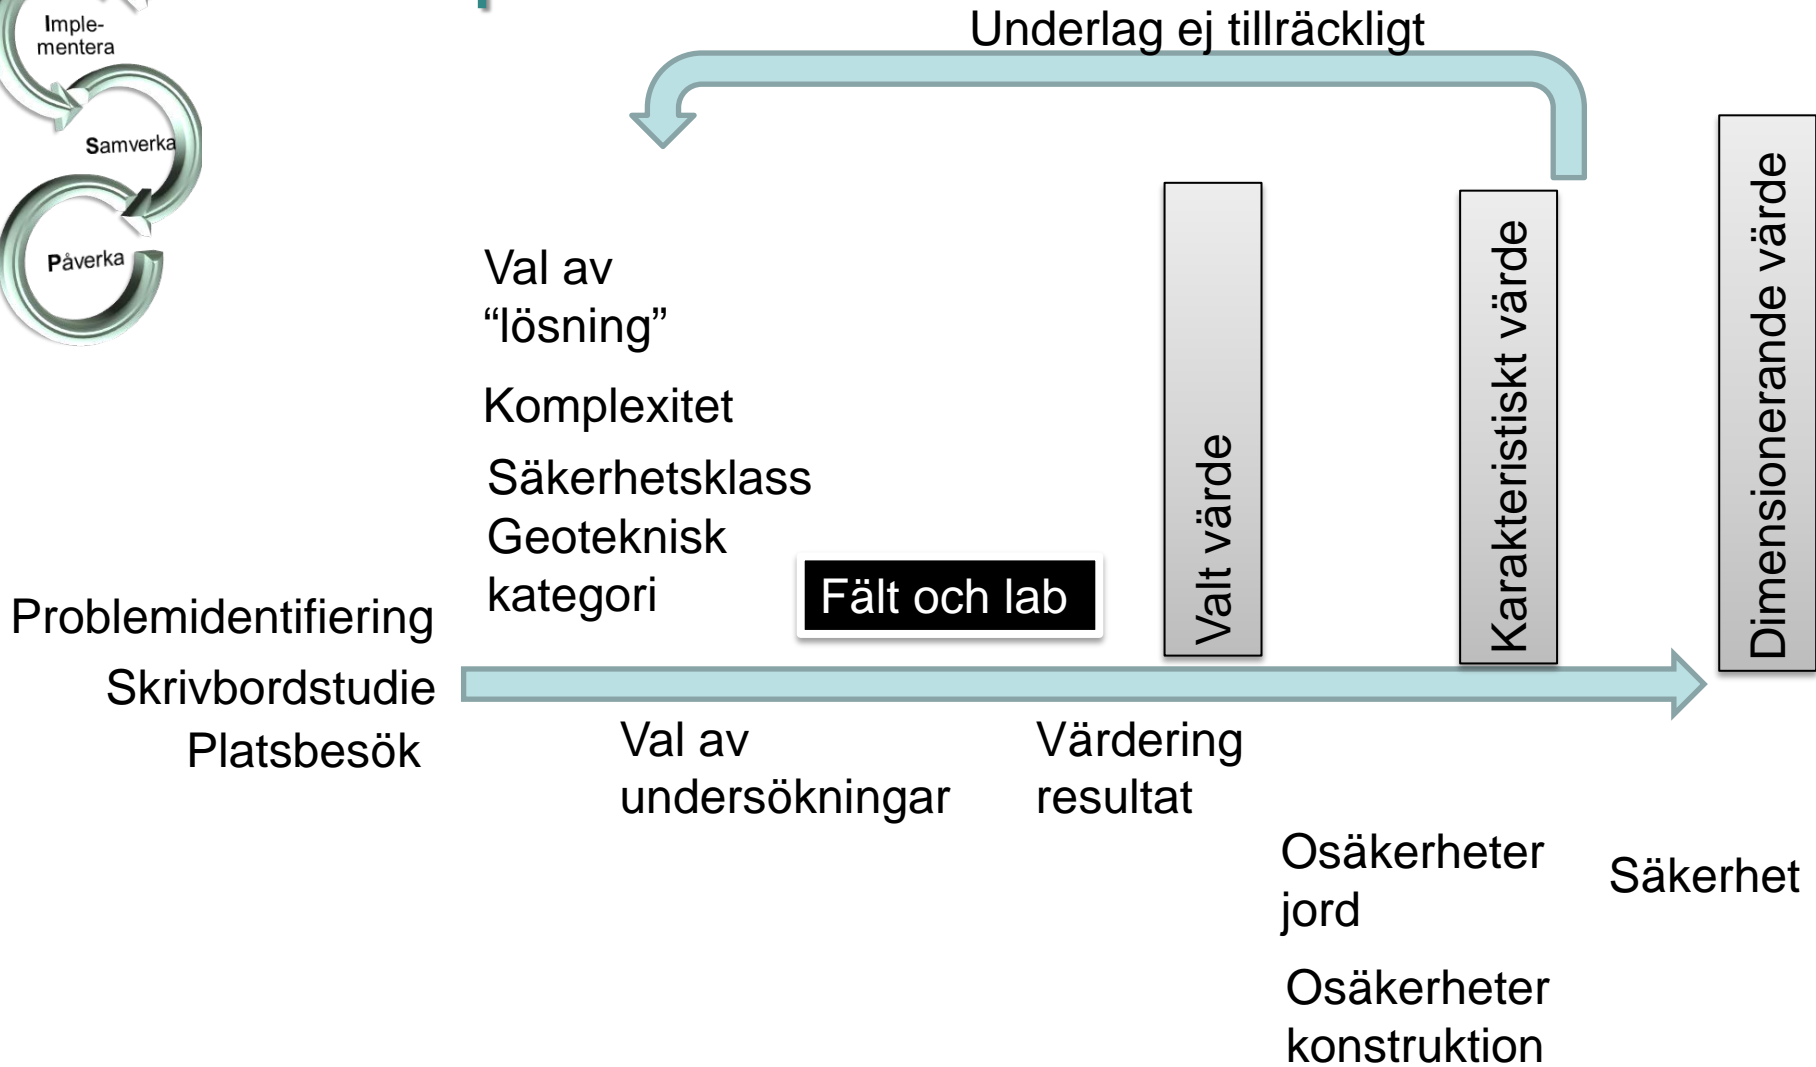 Imple-
mentera
Samverka
Påverka
Underlag ej tillräckligt
Val av
“lösning”
Komplexitet
Säkerhetsklass
Geoteknisk
kategori
Fält och lab
Valt värde
Karakteristiskt värde
Dimensionerande värde
Problemidentifiering
Skrivbordstudie
Platsbesök
Val av
undersökningar
Värdering
resultat
Osäkerheter
jord
Osäkerheter
konstruktion
Säkerhet